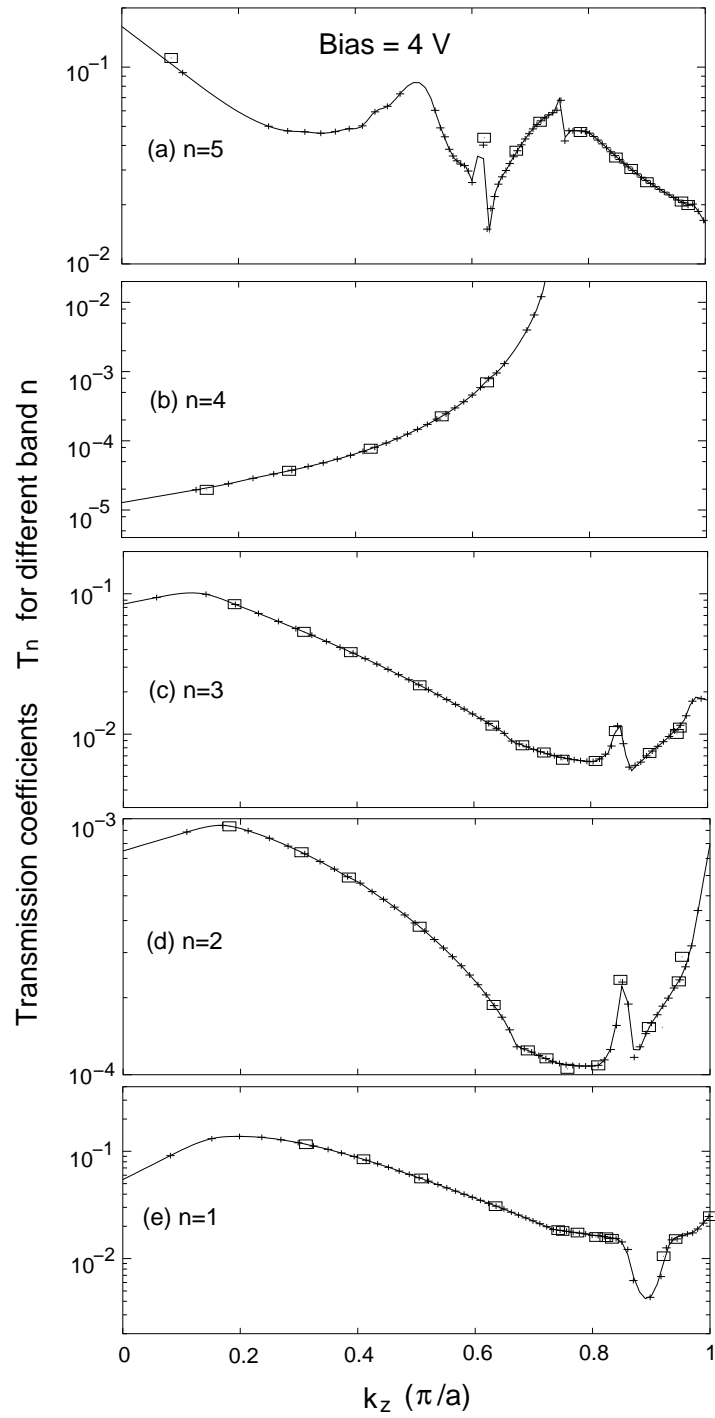 Bias = 4 V
10⁻¹
(a) n=5
10⁻²
10⁻²
10⁻³
(b) n=4
10⁻⁴
10⁻⁵
10⁻¹
(c) n=3
10⁻²
10⁻³
(d) n=2
10⁻⁴
10⁻¹
(e) n=1
10⁻²
0 0.2 0.4 0.6 0.8 1
k_z (π/a)
Transmission coefficients T_n for different band n